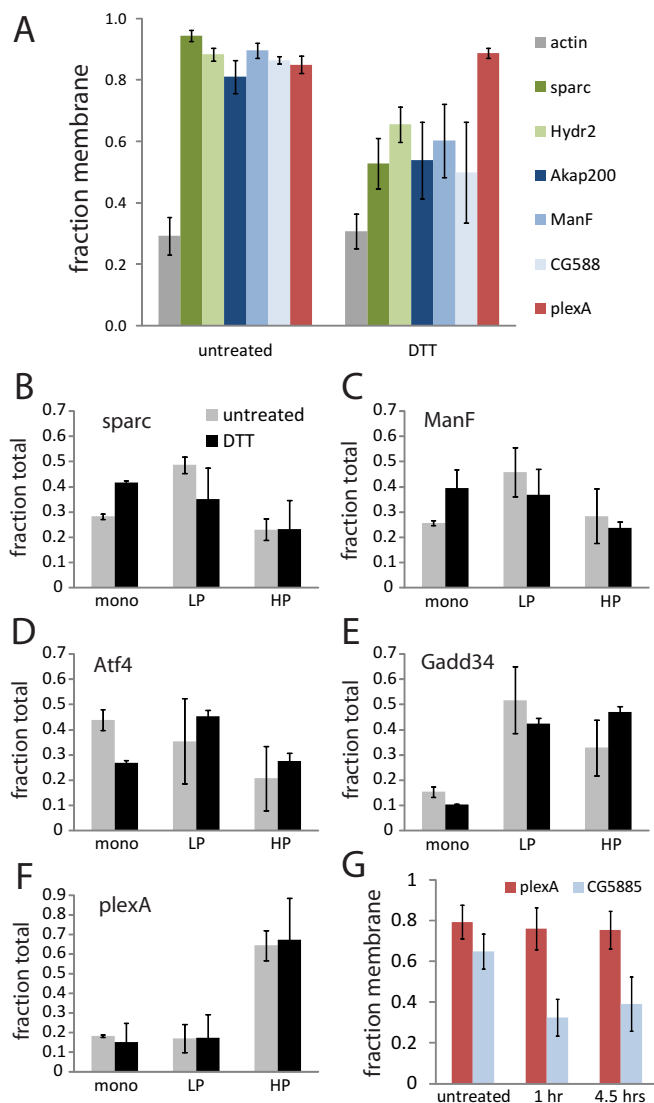 A
fraction membrane
1.0
0.8
0.6
0.4
0.2
0.0
untreated
DTT
actin
sparc
Hydr2
Akap200
ManF
CG588
plexA
B
sparc
untreated
DTT
fraction total
0.7
0.6
0.5
0.4
0.3
0.2
0.1
0
mono
LP
HP
C
ManF
fraction total
0.7
0.6
0.5
0.4
0.3
0.2
0.1
0
mono
LP
HP
D
Atf4
fraction total
0.7
0.6
0.5
0.4
0.3
0.2
0.1
0
mono
LP
HP
E
Gadd34
fraction total
0.7
0.6
0.5
0.4
0.3
0.2
0.1
0
mono
LP
HP
F
plexA
fraction total
0.9
0.8
0.7
0.6
0.5
0.4
0.3
0.2
0.1
0
mono
LP
HP
G
plexA
CG5885
fraction membrane
1
0.8
0.6
0.4
0.2
0
untreated
1 hr
4.5 hrs